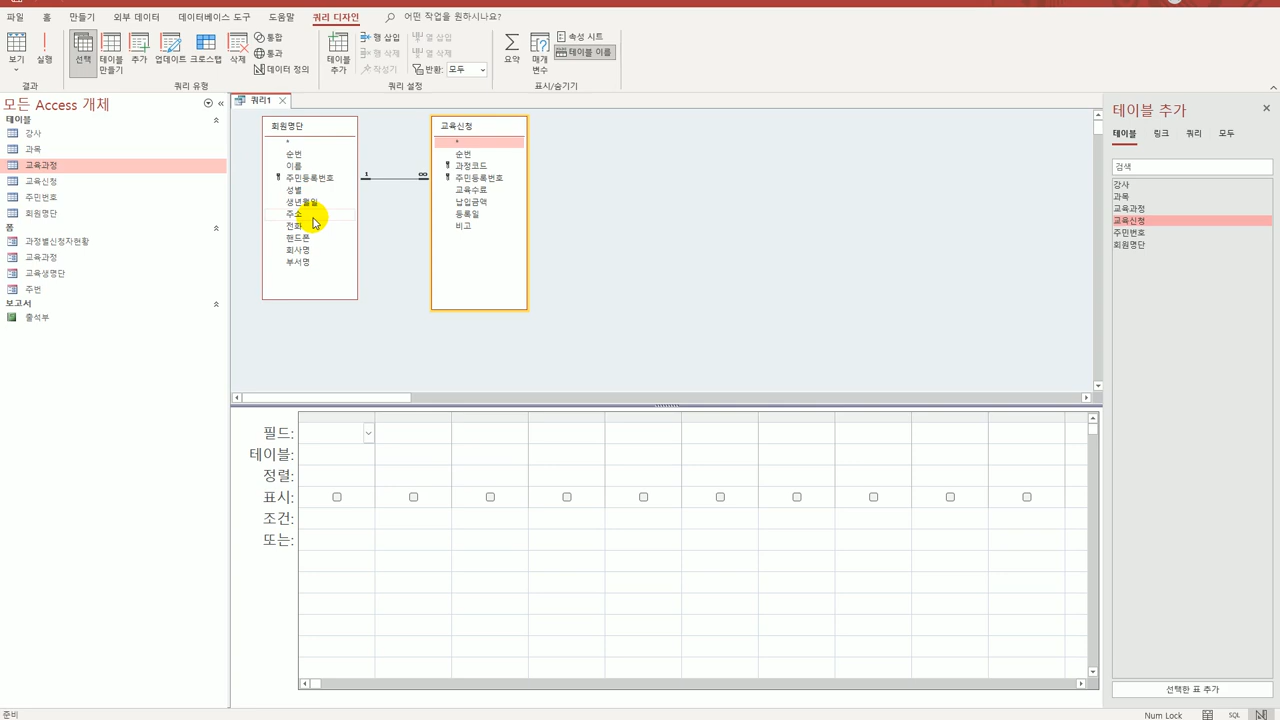 파일 홈 만들기 외부 데이터 데이터베이스 도구 도움말 쿼리 디자인 어떤 작업을 원하시나요?
보기 실행 선택 테이블 만들기 추가 업데이트 크로스탭 삭제 통합 통과 데이터 정의 테이블 추가 행 삽입 행 삭제 작성기 열 삽입 열 삭제 반환: 모두 요약 매개 변수 속성 시트 테이블 이름
결과 쿼리 유형 쿼리 설정 표시/숨기기
모든 Access 개체
테이블
강사
과목
교육과정
교육신청
주민번호
회원명단
폼
과정별신청자현황
교육과정
교육생명단
주번
보고서
출석부
쿼리1
회원명단
*
순번
이름
주민등록번호
성별
생년월일
주소
전화
핸드폰
회사명
부서명
1 ∞
교육신청
*
순번
과정코드
주민등록번호
교육수료
납입금액
등록일
비고
필드:
테이블:
정렬:
표시:
조건:
또는:
테이블 추가
테이블 링크 쿼리 모두
검색
강사
과목
교육과정
교육신청
주민번호
회원명단
선택한 표 추가
준비 Num Lock SQL